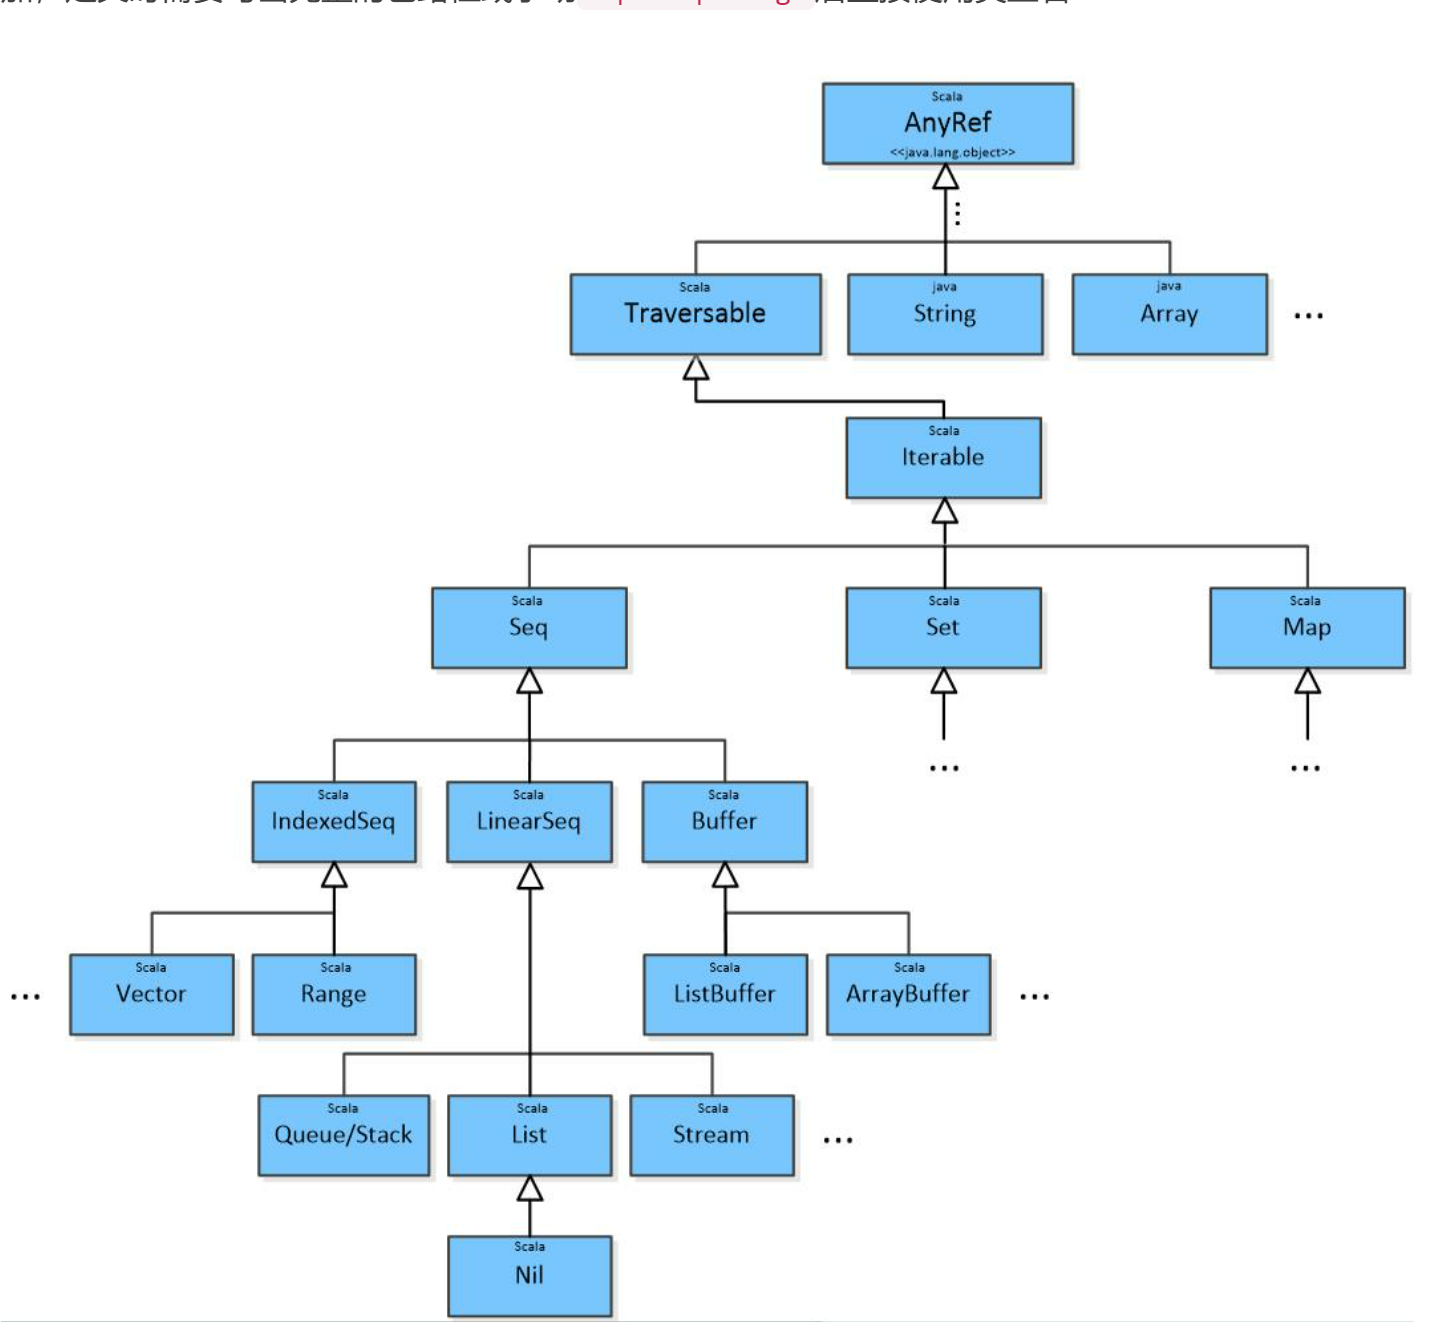 Scala
AnyRef
<<java.lang.object>>
Scala
Traversable
java
String
java
Array
...
Scala
Iterable
Scala
Seq
Scala
Set
Scala
Map
...
...
Scala
IndexedSeq
Scala
LinearSeq
Scala
Buffer
...
Scala
Vector
Scala
Range
Scala
ListBuffer
Scala
ArrayBuffer
...
Scala
Queue/Stack
Scala
List
Scala
Stream
...
Scala
Nil